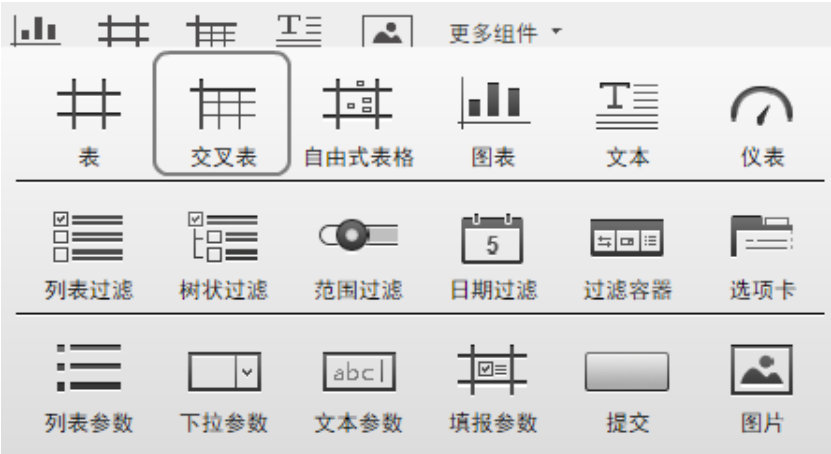 更多组件
表 交叉表 自由式表格 图表 文本 仪表
5
列表过滤 树状过滤 范围过滤 日期过滤 过滤容器 选项卡
abc
列表参数 下拉参数 文本参数 填报参数 提交 图片